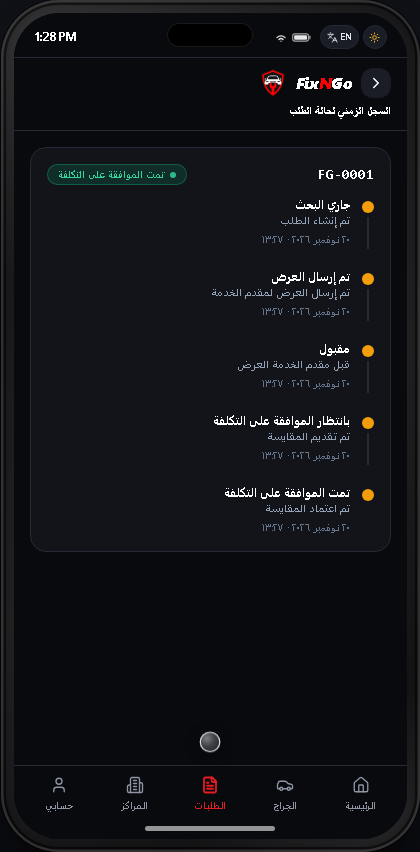 1:28 PM
EN
FixNGo
السجل الزمني لحالة الطلب
FG-0001
تمت الموافقة على التكلفة
جاري البحث
تم إنشاء الطلب
٢٠ نوفمبر ٢٠٢٦ · ١٣:٢٧
تم إرسال العرض
تم إرسال العرض لمقدم الخدمة
٢٠ نوفمبر ٢٠٢٦ · ١٣:٢٧
مقبول
قبل مقدم الخدمة العرض
٢٠ نوفمبر ٢٠٢٦ · ١٣:٢٧
بانتظار الموافقة على التكلفة
تم تقديم المقايسة
٢٠ نوفمبر ٢٠٢٦ · ١٣:٢٧
تمت الموافقة على التكلفة
تم اعتماد المقايسة
٢٠ نوفمبر ٢٠٢٦ · ١٣:٢٧
الرئيسية
الجراج
الطلبات
المراكز
حسابي